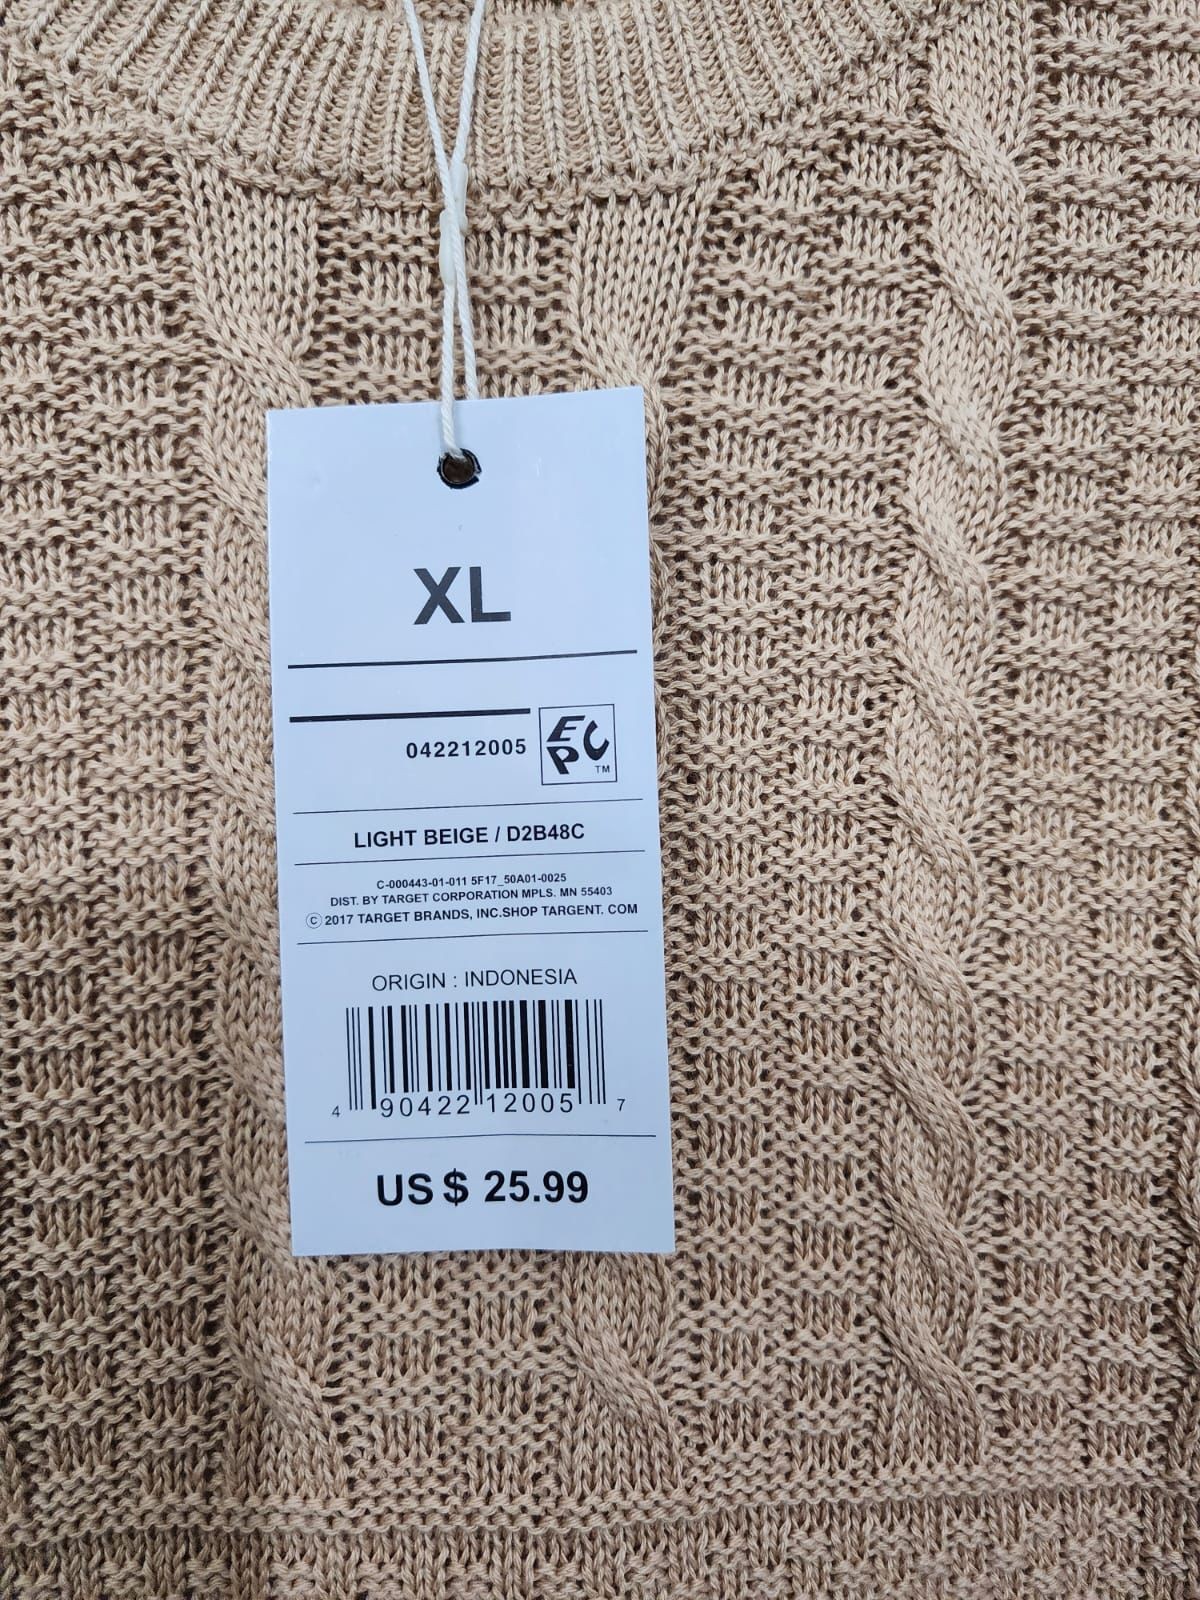 XL
042212005
EPC
TM
LIGHT BEIGE / D2B48C
C-000443-01-011 5F17_50A01-0025
DIST. BY TARGET CORPORATION MPLS. MN 55403
© 2017 TARGET BRANDS, INC.SHOP TARGENT. COM
ORIGIN : INDONESIA
4 90422 12005 7
US $ 25.99